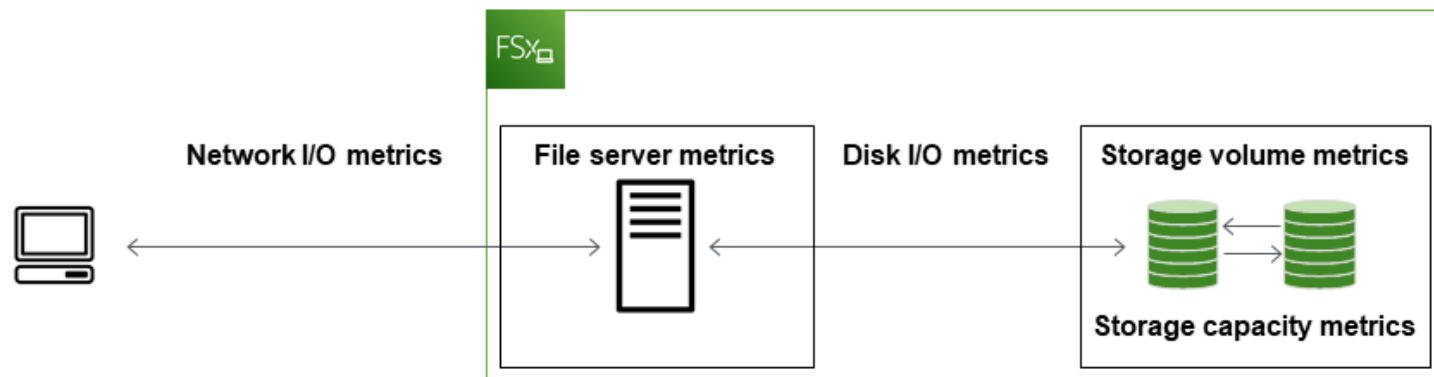 FSx
Network I/O metrics
File server metrics
Disk I/O metrics
Storage volume metrics
Storage capacity metrics